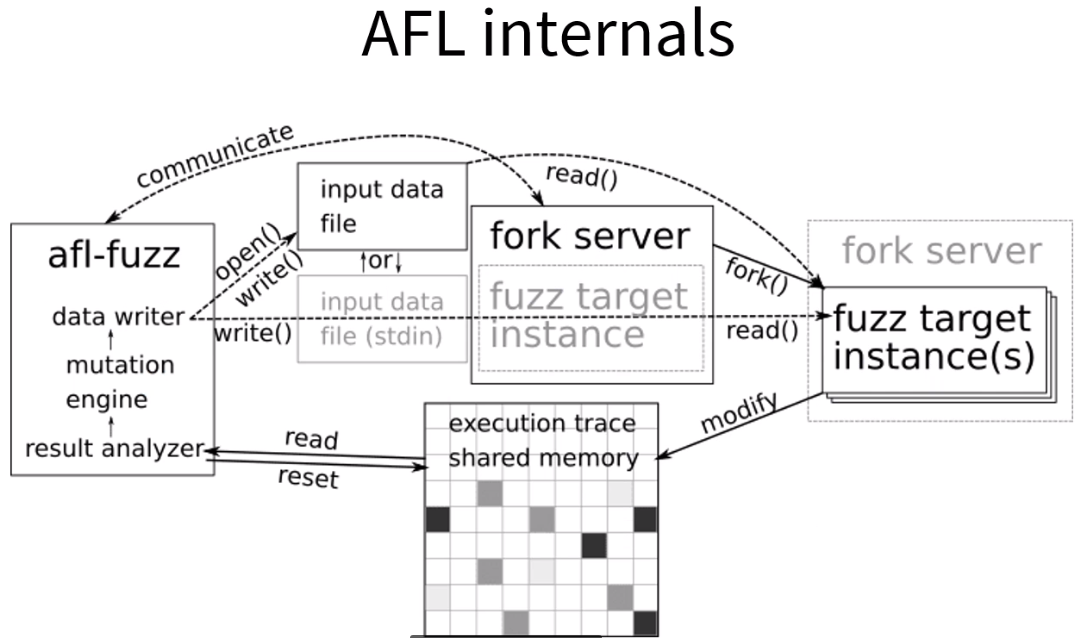 AFL internals
communicate
read()
input data
file
afl-fuzz
open()
write()
↑or↓
fork server
fork()
fork server
data writer
write()
input data
file (stdin)
fuzz target
instance
read()
fuzz target
instance(s)
mutation
engine
result analyzer
read
reset
execution trace
shared memory
modify